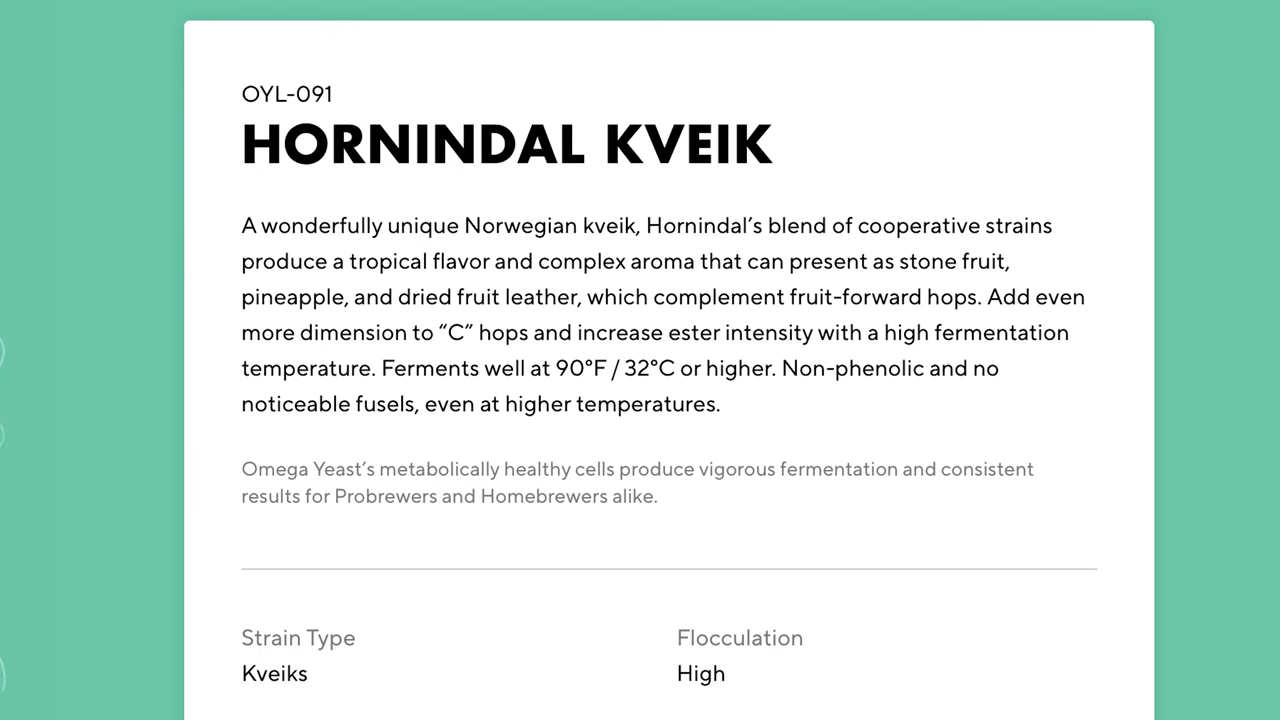 OYL-091
HORNINDAL KVEIK
A wonderfully unique Norwegian kveik, Hornindal’s blend of cooperative strains
produce a tropical flavor and complex aroma that can present as stone fruit,
pineapple, and dried fruit leather, which complement fruit-forward hops. Add even
more dimension to “C” hops and increase ester intensity with a high fermentation
temperature. Ferments well at 90°F / 32°C or higher. Non-phenolic and no
noticeable fusels, even at higher temperatures.
Omega Yeast’s metabolically healthy cells produce vigorous fermentation and consistent
results for Probrewers and Homebrewers alike.
Strain Type
Kveiks
Flocculation
High